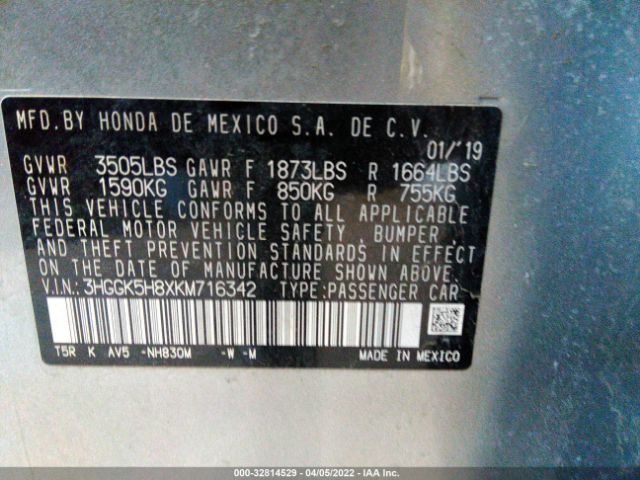 MFD. BY HONDA DE MEXICO S.A. DE C.V.
01/'19
GVWR 3505LBS GAWR F 1873LBS R 1664LBS
GVWR 1590KG GAWR F 850KG R 755KG
THIS VEHICLE CONFORMS TO ALL APPLICABLE
FEDERAL MOTOR VEHICLE SAFETY, BUMPER,
AND THEFT PREVENTION STANDARDS IN EFFECT
ON THE DATE OF MANUFACTURE SHOWN ABOVE.
V.I.N.: 3HGGK5H8XKM716342 TYPE:PASSENGER CAR
T5R K AV5 -NH830M -W -M MADE IN MEXICO
000-32814529 - 04/05/2022 - IAA Inc.